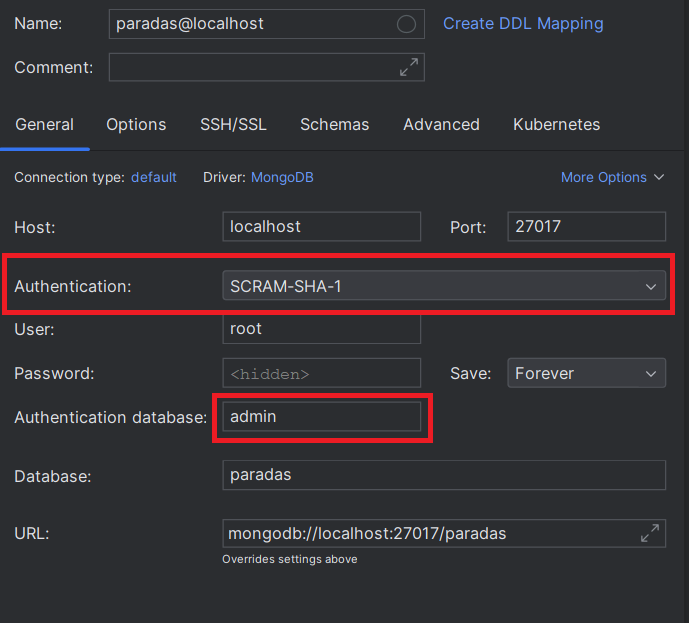 Name: paradas@localhost Create DDL Mapping
Comment:
General Options SSH/SSL Schemas Advanced Kubernetes
Connection type: default Driver: MongoDB More Options
Host: localhost Port: 27017
Authentication: SCRAM-SHA-1
User: root
Password: <hidden> Save: Forever
Authentication database: admin
Database: paradas
URL: mongodb://localhost:27017/paradas
Overrides settings above